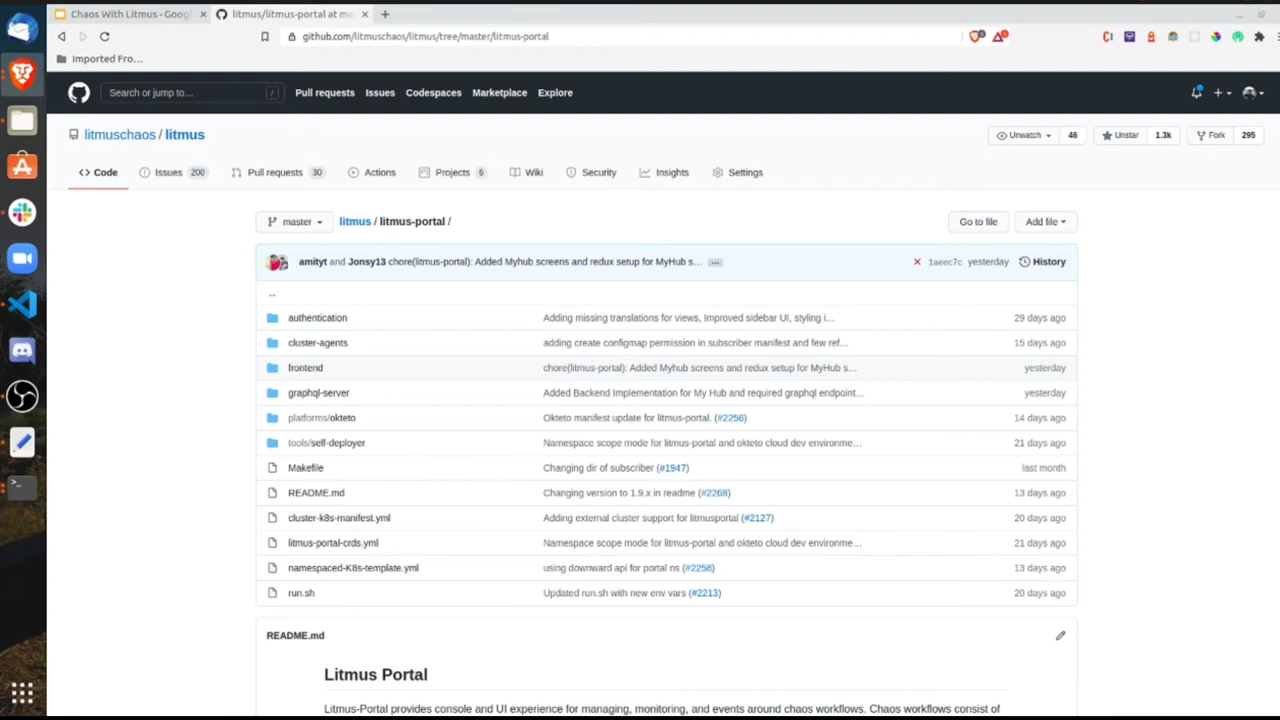 Chaos With Litmus - Googl × litmus/litmus-portal at ma × +
github.com/litmuschaos/litmus/tree/master/litmus-portal
Imported Fro…
Search or jump to… / Pull requests Issues Codespaces Marketplace Explore
litmuschaos / litmus Unwatch 46 Unstar 1.3k Fork 295
Code Issues 200 Pull requests 30 Actions Projects 6 Wiki Security Insights Settings
master litmus / litmus-portal / Go to file Add file
amityt and Jonsy13 chore(litmus-portal): Added Myhub screens and redux setup for MyHub s… … 1aeec7c yesterday History
..
authentication Adding missing translations for views, Improved sidebar UI, styling i… 29 days ago
cluster-agents adding create configmap permission in subscriber manifest and few ref… 15 days ago
frontend chore(litmus-portal): Added Myhub screens and redux setup for MyHub s… yesterday
graphql-server Added Backend Implementation for My Hub and required graphql endpoint… yesterday
platforms/okteto Okteto manifest update for litmus-portal. (#2256) 14 days ago
tools/self-deployer Namespace scope mode for litmus-portal and okteto cloud dev environme… 21 days ago
Makefile Changing dir of subscriber (#1947) last month
README.md Changing version to 1.9.x in readme (#2268) 13 days ago
cluster-k8s-manifest.yml Adding external cluster support for litmusportal (#2127) 20 days ago
litmus-portal-crds.yml Namespace scope mode for litmus-portal and okteto cloud dev environme… 21 days ago
namespaced-K8s-template.yml using downward api for portal ns (#2258) 13 days ago
run.sh Updated run.sh with new env vars (#2213) 20 days ago
README.md
Litmus Portal
Litmus-Portal provides console and UI experience for managing, monitoring, and events around chaos workflows. Chaos workflows consist of